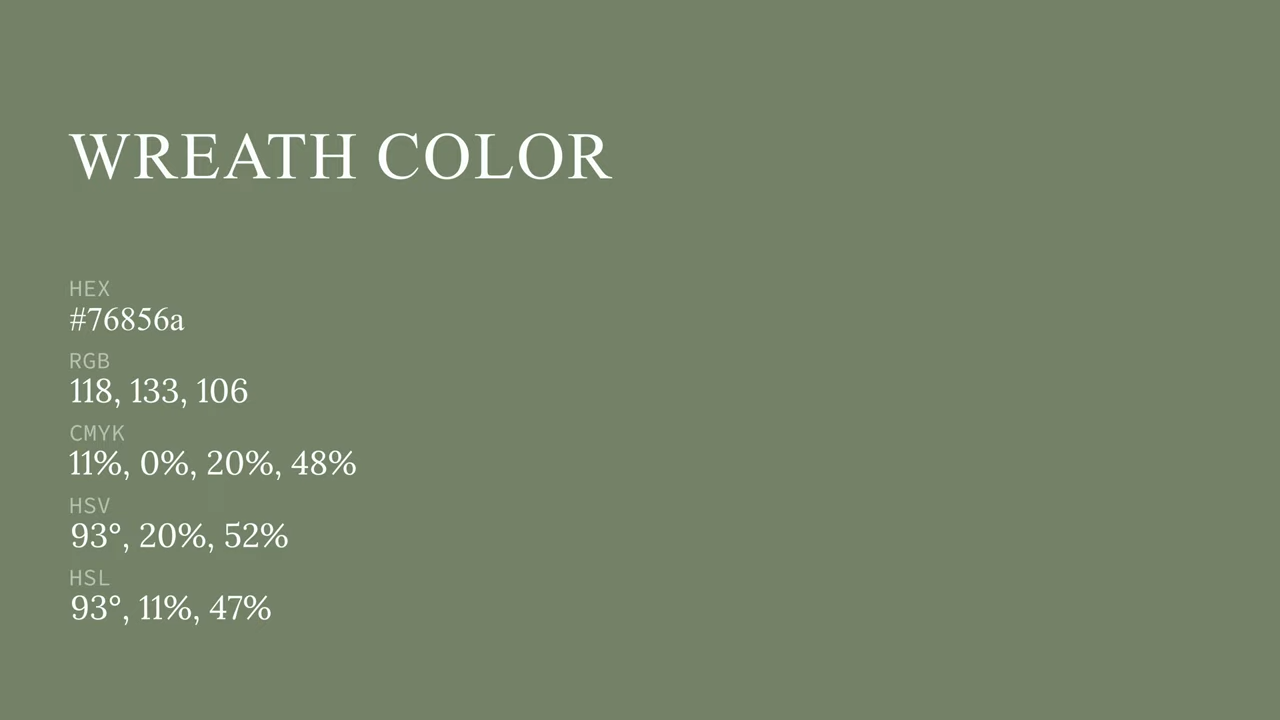 WREATH COLOR
HEX
#76856a
RGB
118, 133, 106
CMYK
11%, 0%, 20%, 48%
HSV
93°, 20%, 52%
HSL
93°, 11%, 47%